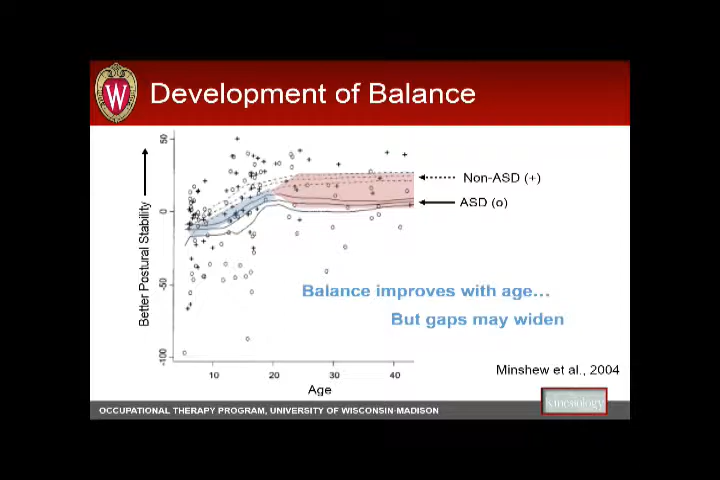 W
Development of Balance
50
0
-50
-100
Better Postural Stability
10 20 30 40
Age
Non-ASD (+)
ASD (o)
Balance improves with age…
But gaps may widen
Minshew et al., 2004
OCCUPATIONAL THERAPY PROGRAM, UNIVERSITY OF WISCONSIN-MADISON
kinesiology